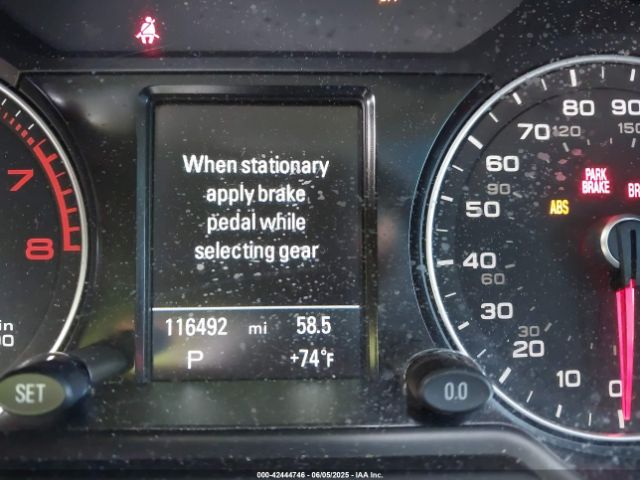 When stationary
apply brake
pedal while
selecting gear
116492 mi 58.5
P +74°F
SET
0.0
7
8
80 90
70 120 150
60
90
50
40
60
30
20
10
0
PARK
BRAKE
ABS
000-42444746 | 06/05/2025 - IAA Inc.